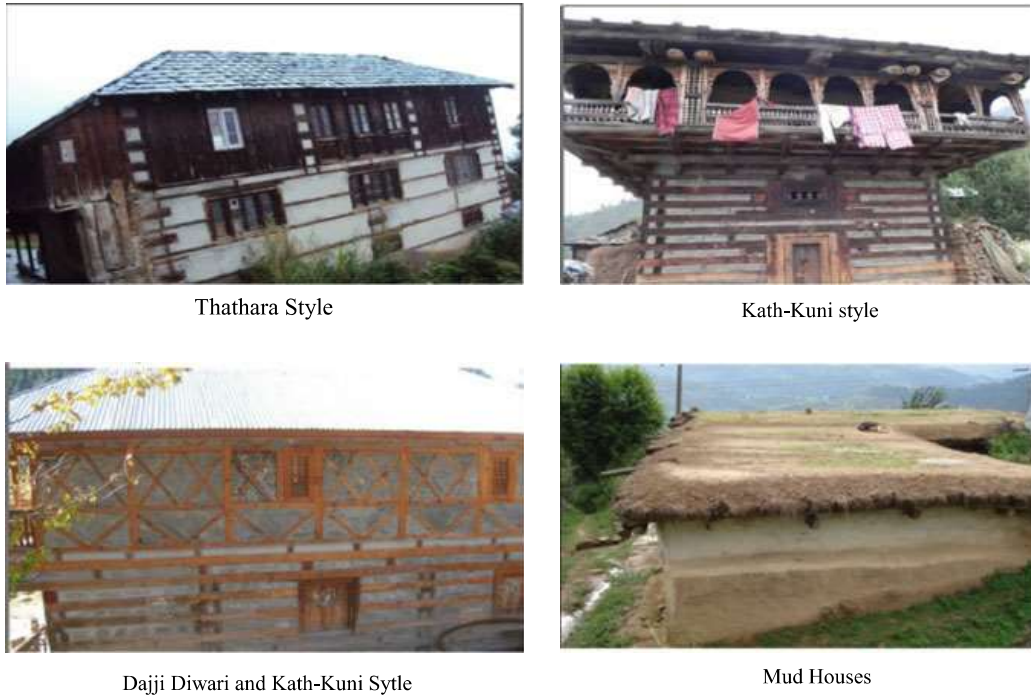 Thathara Style
Kath-Kuni style
Dajji Diwari and Kath-Kuni Sytle
Mud Houses